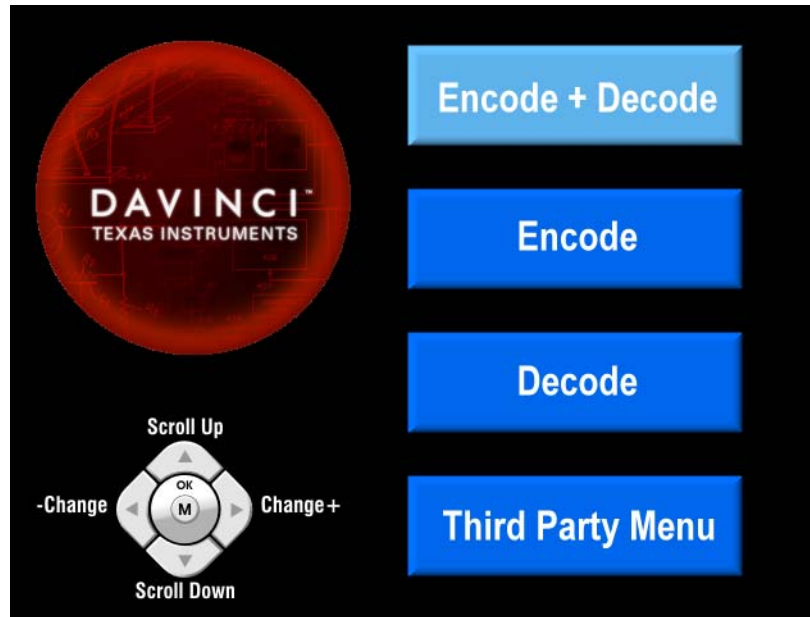 DAVINCI™
TEXAS INSTRUMENTS
Encode + Decode
Encode
Decode
Third Party Menu
Scroll Up
-Change
OK
M
Change+
Scroll Down